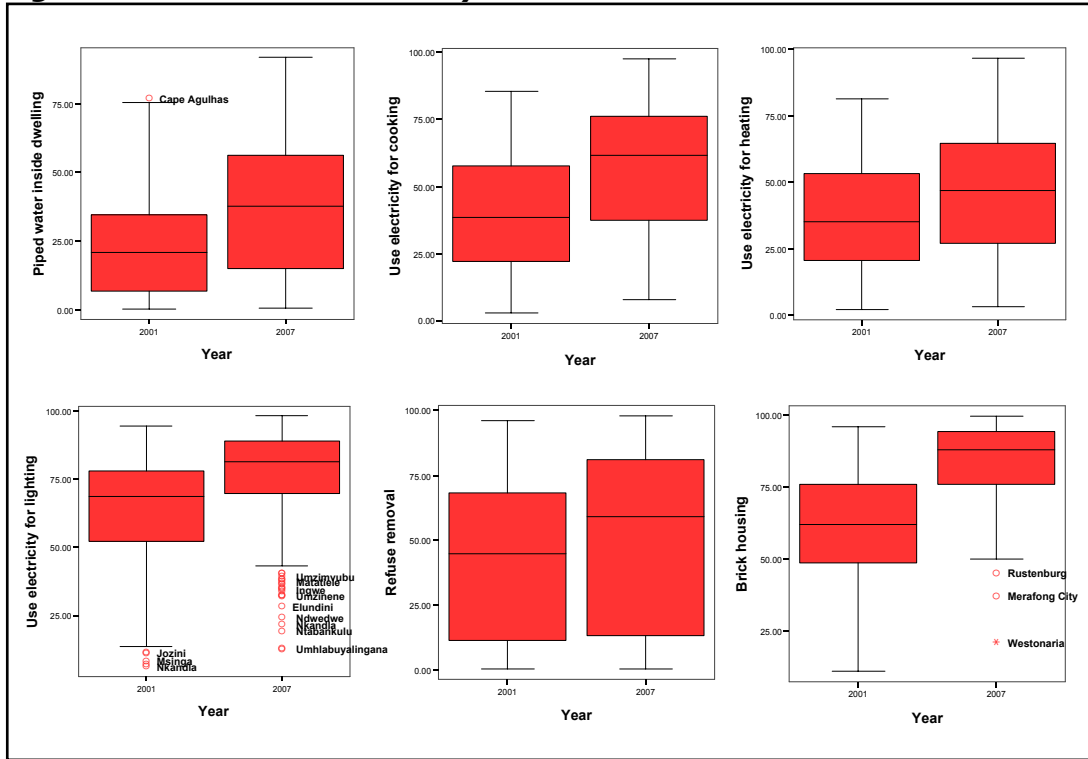 Piped water inside dwelling
75.00
50.00
25.00
0.00
Cape Agulhas
2001
2007
Year
Use electricity for cooking
100.00
75.00
50.00
25.00
0.00
2001
2007
Year
Use electricity for heating
100.00
75.00
50.00
25.00
0.00
2001
2007
Year
Use electricity for lighting
100.00
75.00
50.00
25.00
Jozini
Msinga
Nkandla
Umzimvubu
Matatiele
Ingwe
Umzinene
Elundini
Ndwedwe
Nkandla
Ntabankulu
Umhlabuyalingana
2001
2007
Year
Refuse removal
100.00
75.00
50.00
25.00
0.00
2001
2007
Year
Brick housing
100.00
75.00
50.00
25.00
Rustenburg
Merafong City
Westonaria
2001
2007
Year